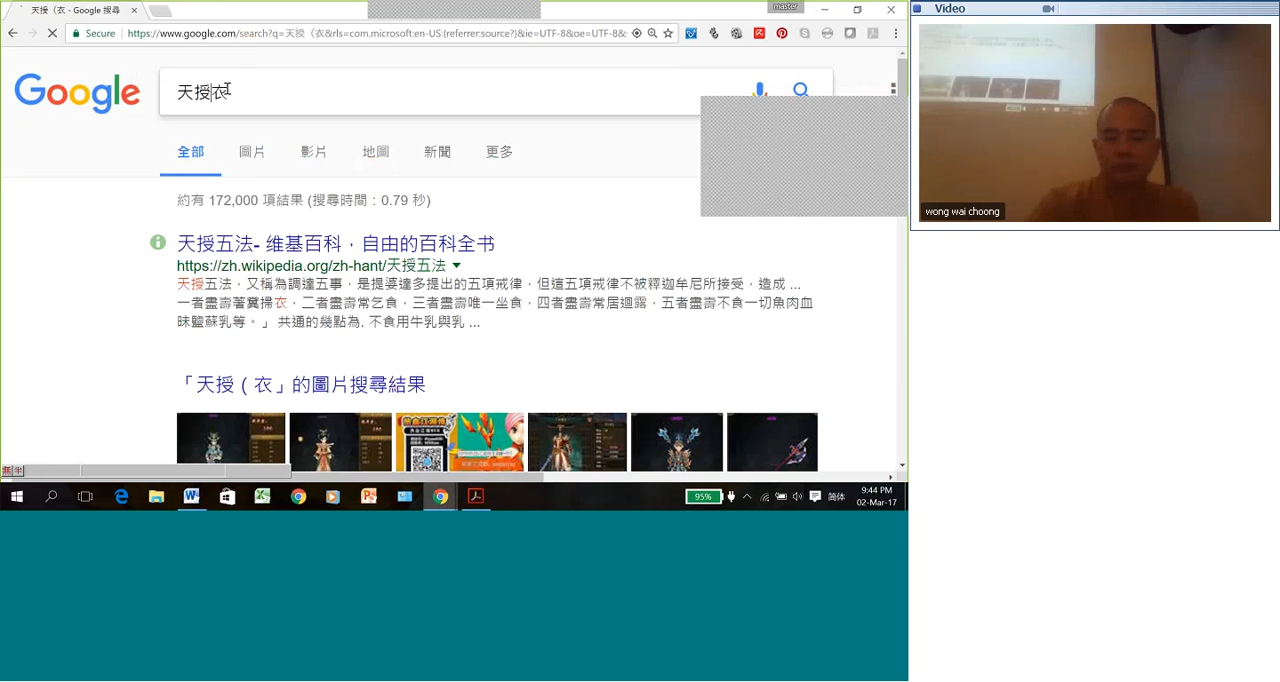 天授（衣 - Google 搜尋
master
Video
Secure
https://www.google.com/search?q=天授（衣&rls=com.microsoft:en-US:{referrer:source?}&ie=UTF-8&oe=UTF-8&
Google
天授衣
全部
圖片
影片
地圖
新聞
更多
約有 172,000 項結果 (搜尋時間：0.79 秒)
天授五法- 维基百科，自由的百科全书
https://zh.wikipedia.org/zh-hant/天授五法
天授五法，又稱為調達五事，是提婆達多提出的五項戒律，但這五項戒律不被釋迦牟尼所接受，造成 ...
一者盡壽著糞掃衣，二者盡壽常乞食，三者盡壽唯一坐食，四者盡壽常居迴露，五者盡壽不食一切魚肉血
味鹽蘇乳等。」 共通的幾點為. 不食用牛乳與乳 ...
「天授（衣」的圖片搜尋結果
wong wai choong
95%
简体
9:44 PM
02-Mar-17